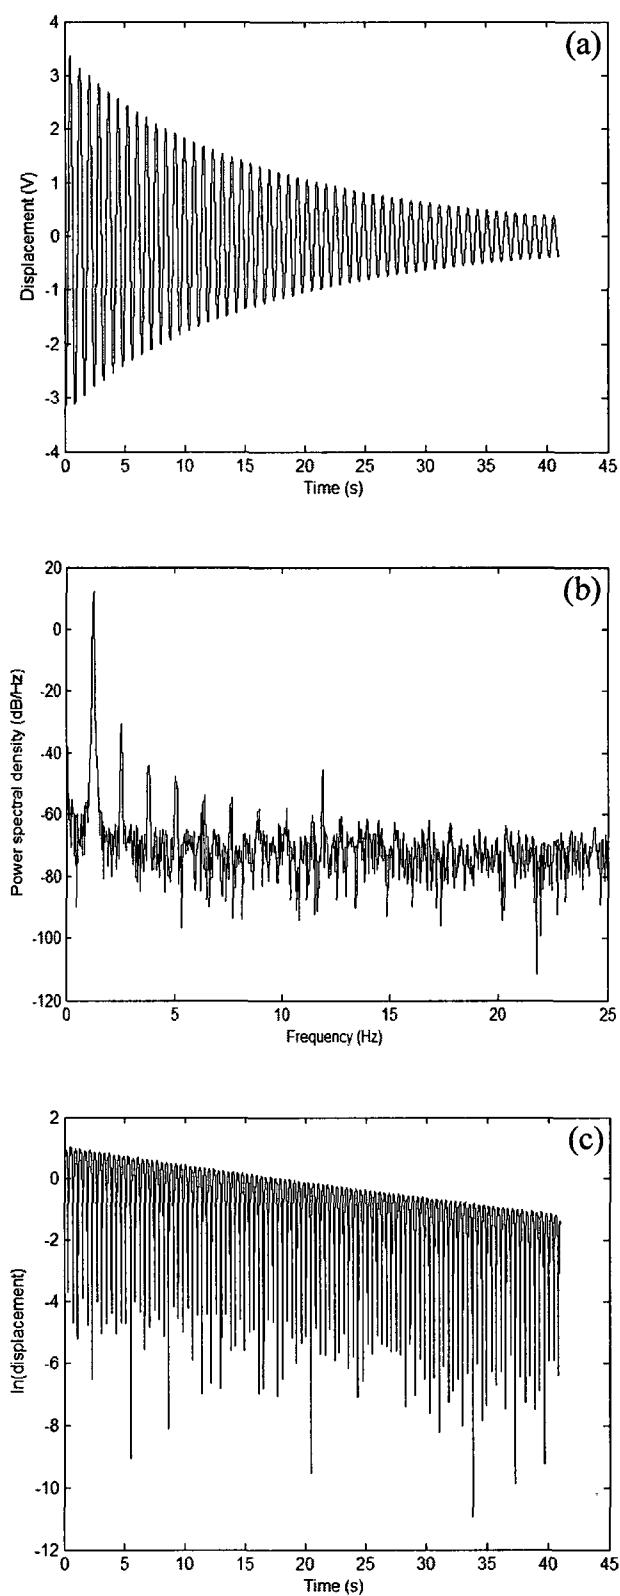 (a)
4
3
2
1
0
-1
-2
-3
-4
Displacement (V)
0 5 10 15 20 25 30 35 40 45
Time (s)
(b)
20
0
-20
-40
-60
-80
-100
-120
Power spectral density (dB/Hz)
0 5 10 15 20 25
Frequency (Hz)
(c)
2
0
-2
-4
-6
-8
-10
-12
ln(displacement)
0 5 10 15 20 25 30 35 40 45
Time (s)